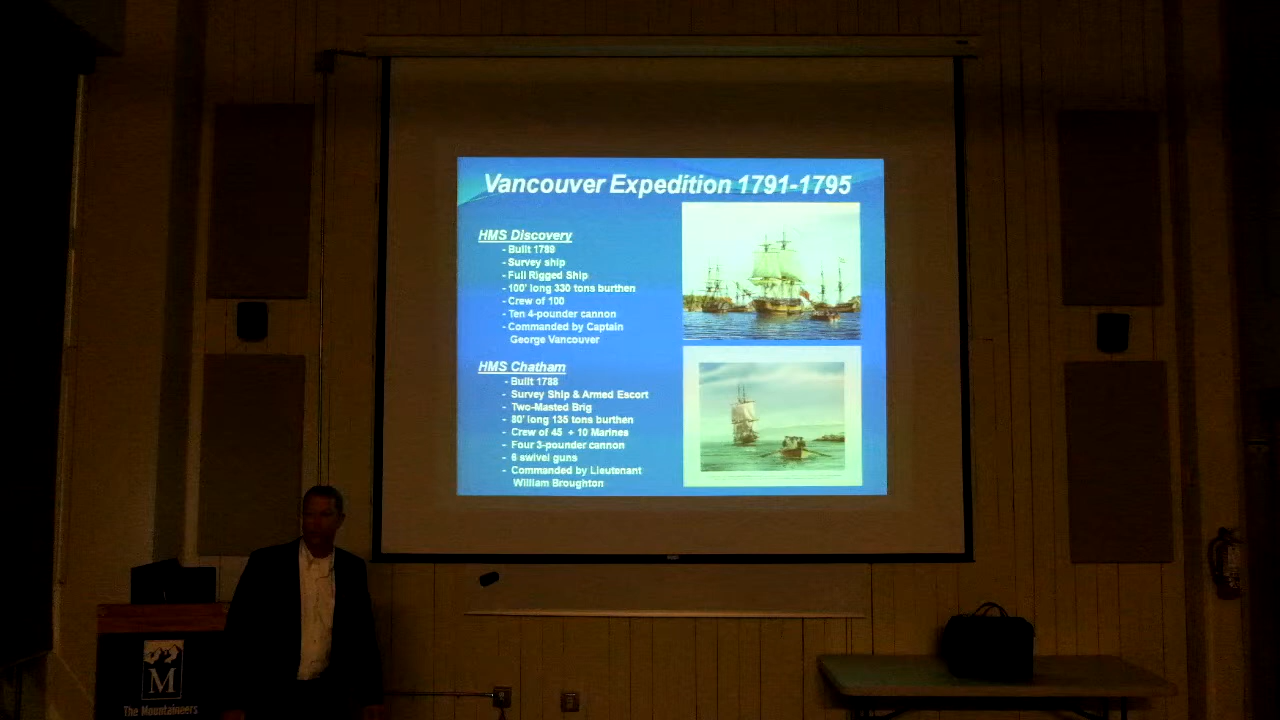 Vancouver Expedition 1791-1795
HMS Discovery
- Built 1789
- Survey ship
- Full Rigged Ship
- 100' long 330 tons burthen
- Crew of 100
- Ten 4-pounder cannon
- Commanded by Captain
George Vancouver
HMS Chatham
- Built 1788
- Survey Ship & Armed Escort
- Two-Masted Brig
- 80' long 135 tons burthen
- Crew of 45 + 10 Marines
- Four 3-pounder cannon
- 6 swivel guns
- Commanded by Lieutenant
William Broughton
M
The Mountaineers